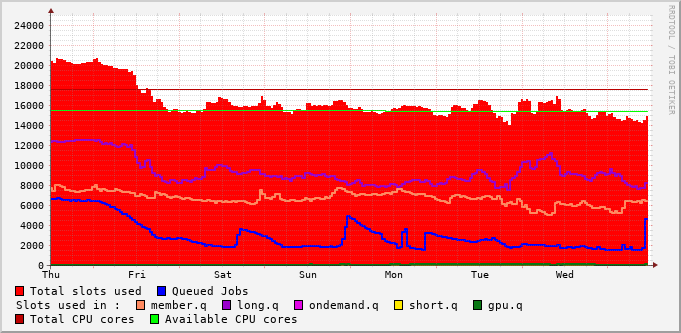 RRDTOOL / TOBI OETIKER
24000
22000
20000
18000
16000
14000
12000
10000
8000
6000
4000
2000
0
Thu Fri Sat Sun Mon Tue Wed
Total slots used Queued Jobs
Slots used in : member.q long.q ondemand.q short.q gpu.q
Total CPU cores Available CPU cores